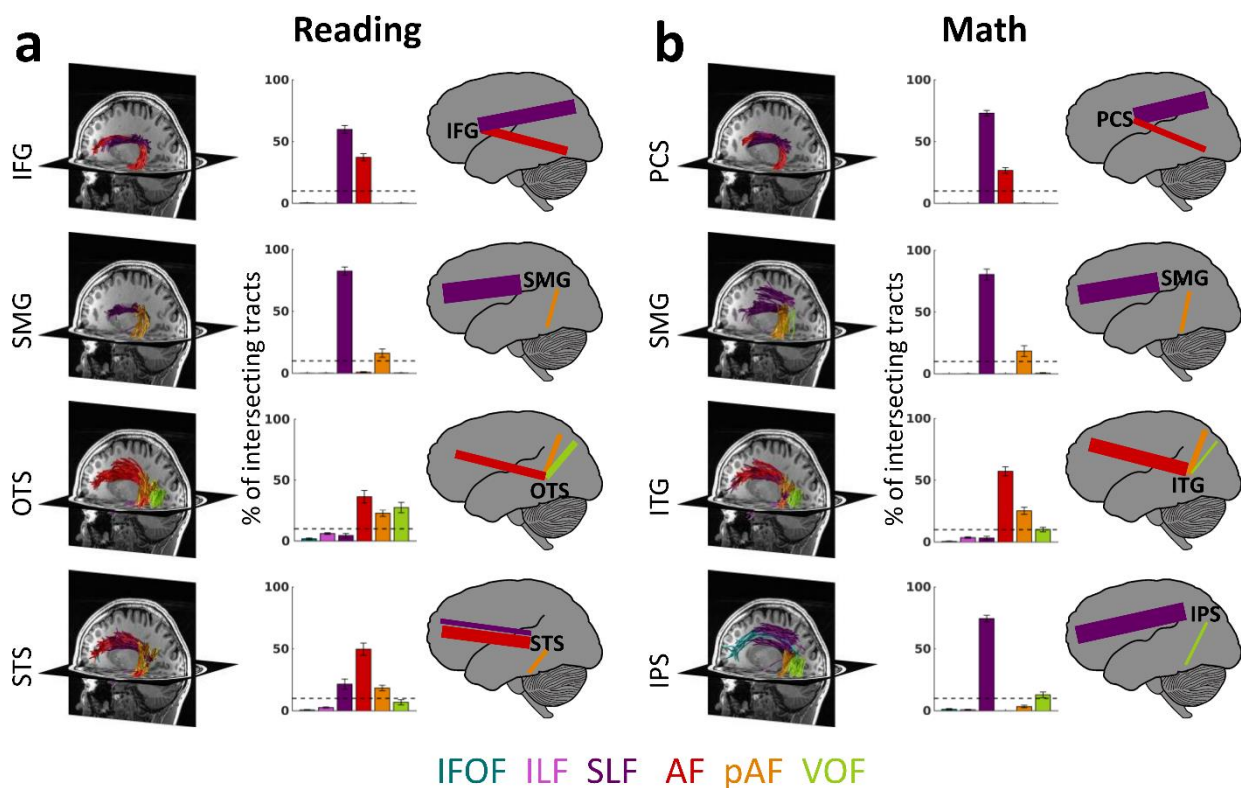 a Reading
IFG
100
50
0
IFG
SMG
100
50
0
SMG
OTS
100
50
0
OTS
STS
100
50
0
STS
% of intersecting tracts
b Math
PCS
100
50
0
PCS
SMG
100
50
0
SMG
ITG
100
50
0
ITG
IPS
100
50
0
IPS
% of intersecting tracts
IFOF ILF SLF AF pAF VOF